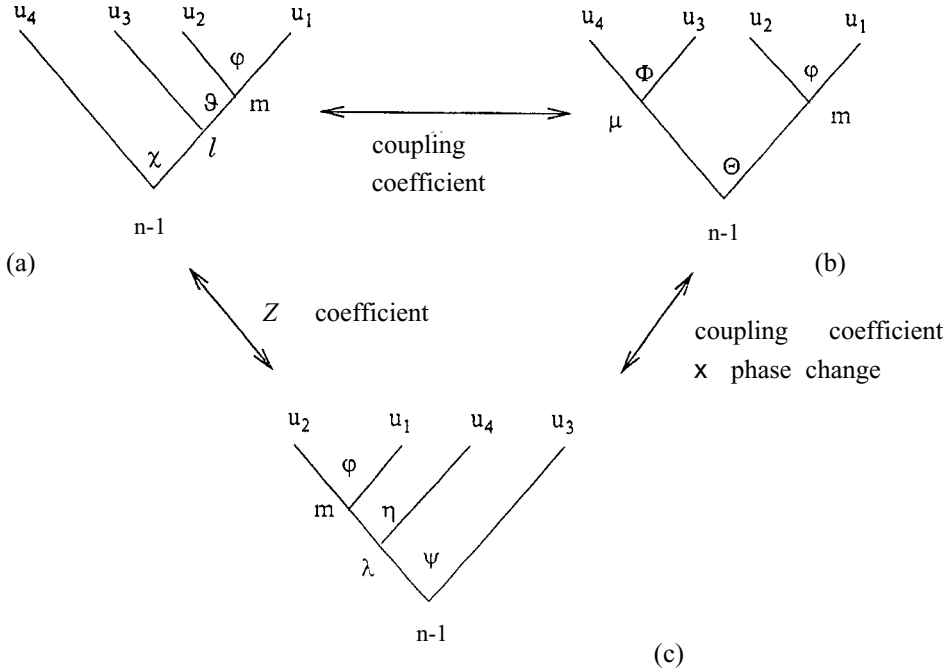 u4 u3 u2 u1
φ
ϑ m
l
χ
n-1
(a)
coupling
coefficient
u4 u3 u2 u1
Φ φ
μ m
Θ
n-1
(b)
Z coefficient
coupling coefficient
x phase change
u2 u1 u4 u3
φ
m η
λ ψ
n-1
(c)